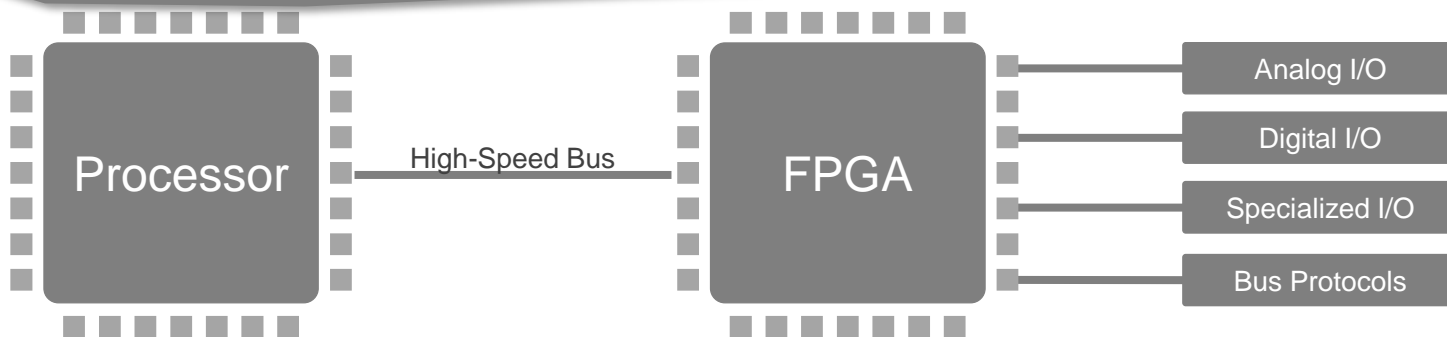 Processor
High-Speed Bus
FPGA
Analog I/O
Digital I/O
Specialized I/O
Bus Protocols